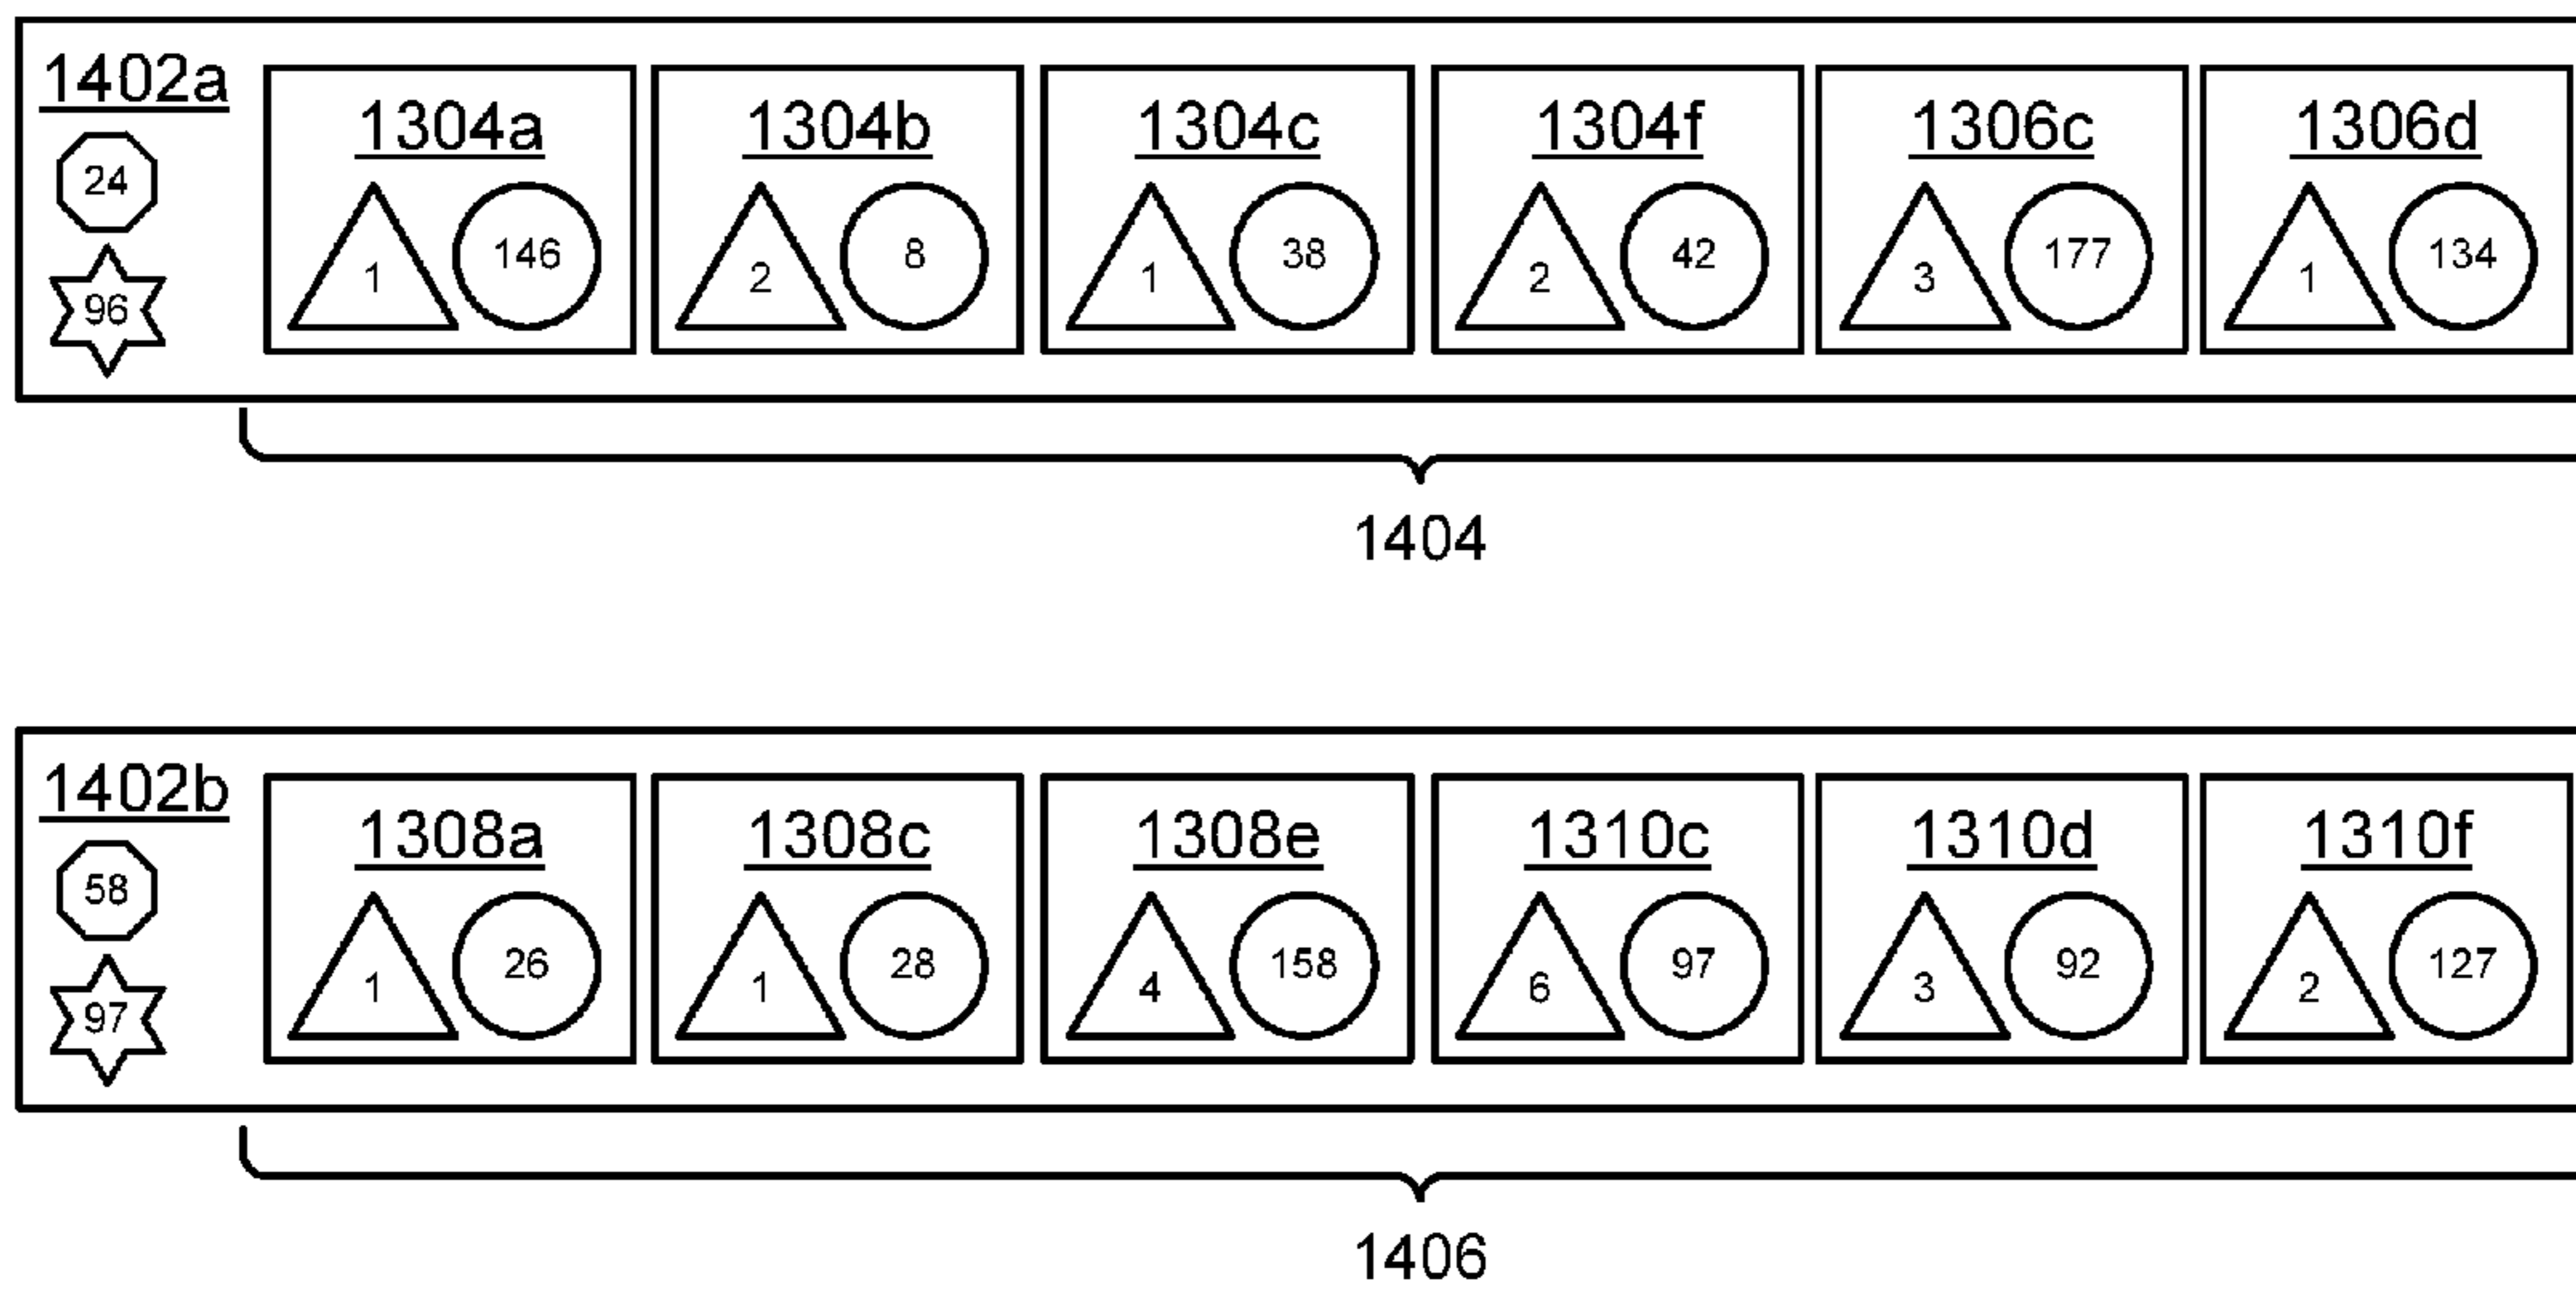 1402a
24
96
1304a
1 146
1304b
2 8
1304c
1 38
1304f
2 42
1306c
3 177
1306d
1 134
1404
1402b
58
97
1308a
1 26
1308c
1 28
1308e
4 158
1310c
6 97
1310d
3 92
1310f
2 127
1406